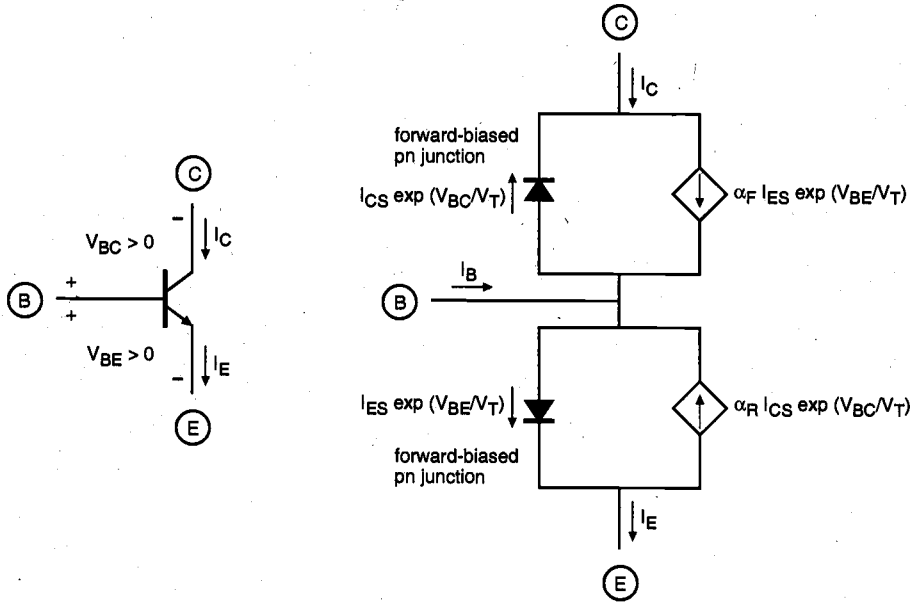 C
I_C
V_BC > 0
B
+
+
–
V_BE > 0
I_E
–
E
C
I_C
forward-biased
pn junction
I_CS exp (V_BC/V_T)
α_F I_ES exp (V_BE/V_T)
I_B
B
I_ES exp (V_BE/V_T)
α_R I_CS exp (V_BC/V_T)
forward-biased
pn junction
I_E
E